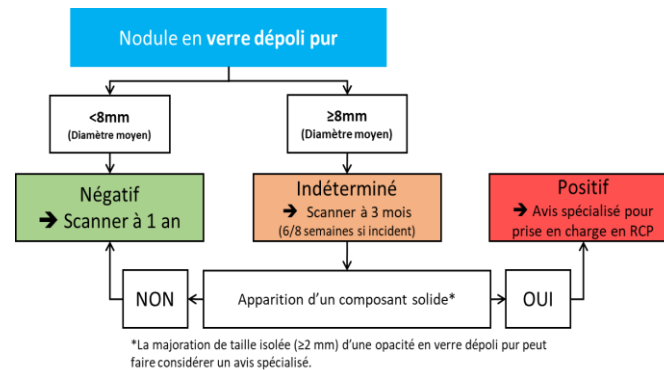 Nodule en verre dépoli pur
<8mm
(Diamètre moyen)
≥8mm
(Diamètre moyen)
Négatif
➔ Scanner à 1 an
Indéterminé
➔ Scanner à 3 mois
(6/8 semaines si incident)
Positif
➔ Avis spécialisé pour
prise en charge en RCP
NON
Apparition d'un composant solide*
OUI
*La majoration de taille isolée (≥2 mm) d'une opacité en verre dépoli pur peut
faire considérer un avis spécialisé.